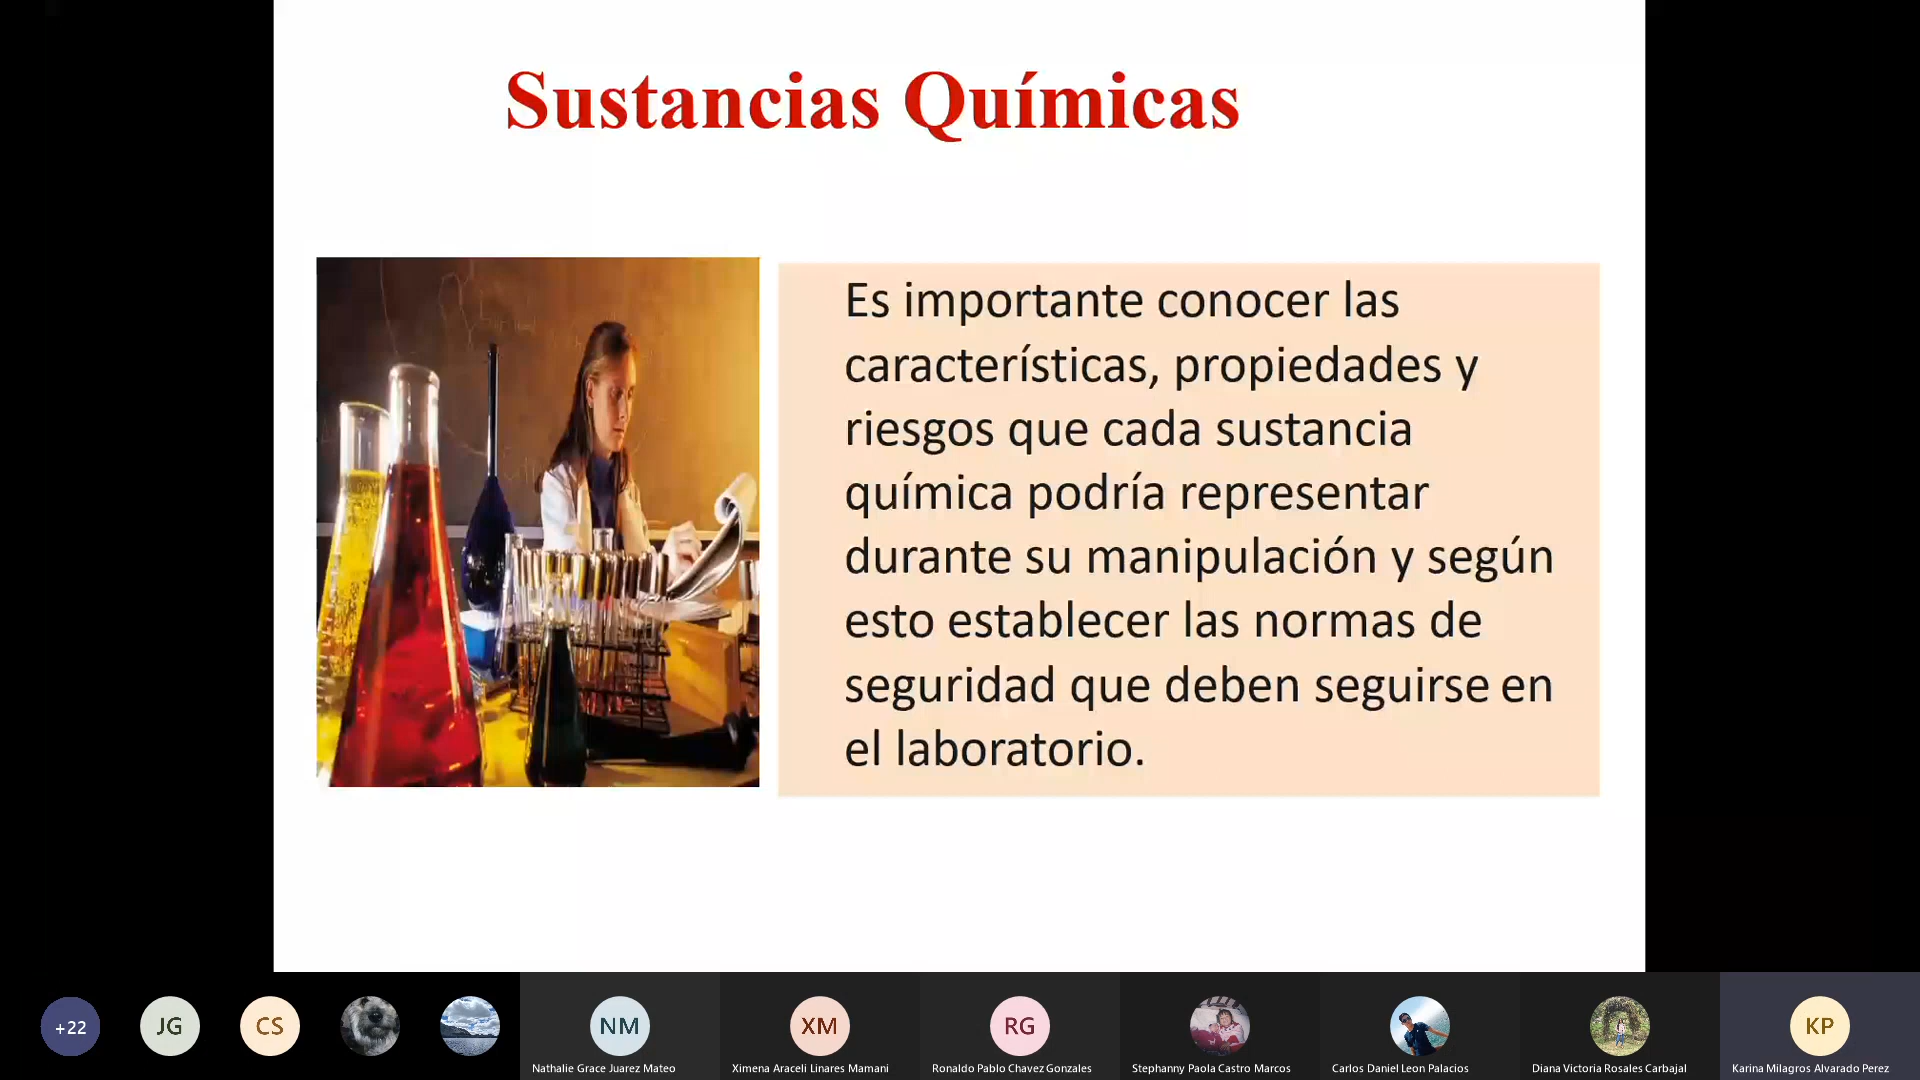 Sustancias Químicas
Es importante conocer las
características, propiedades y
riesgos que cada sustancia
química podría representar
durante su manipulación y según
esto establecer las normas de
seguridad que deben seguirse en
el laboratorio.
+22
JG
CS
NM
XM
RG
KP
Nathalie Grace Juarez Mateo
Ximena Araceli Linares Mamani
Ronaldo Pablo Chavez Gonzales
Stephanny Paola Castro Marcos
Carlos Daniel Leon Palacios
Diana Victoria Rosales Carbajal
Karina Milagros Alvarado Perez